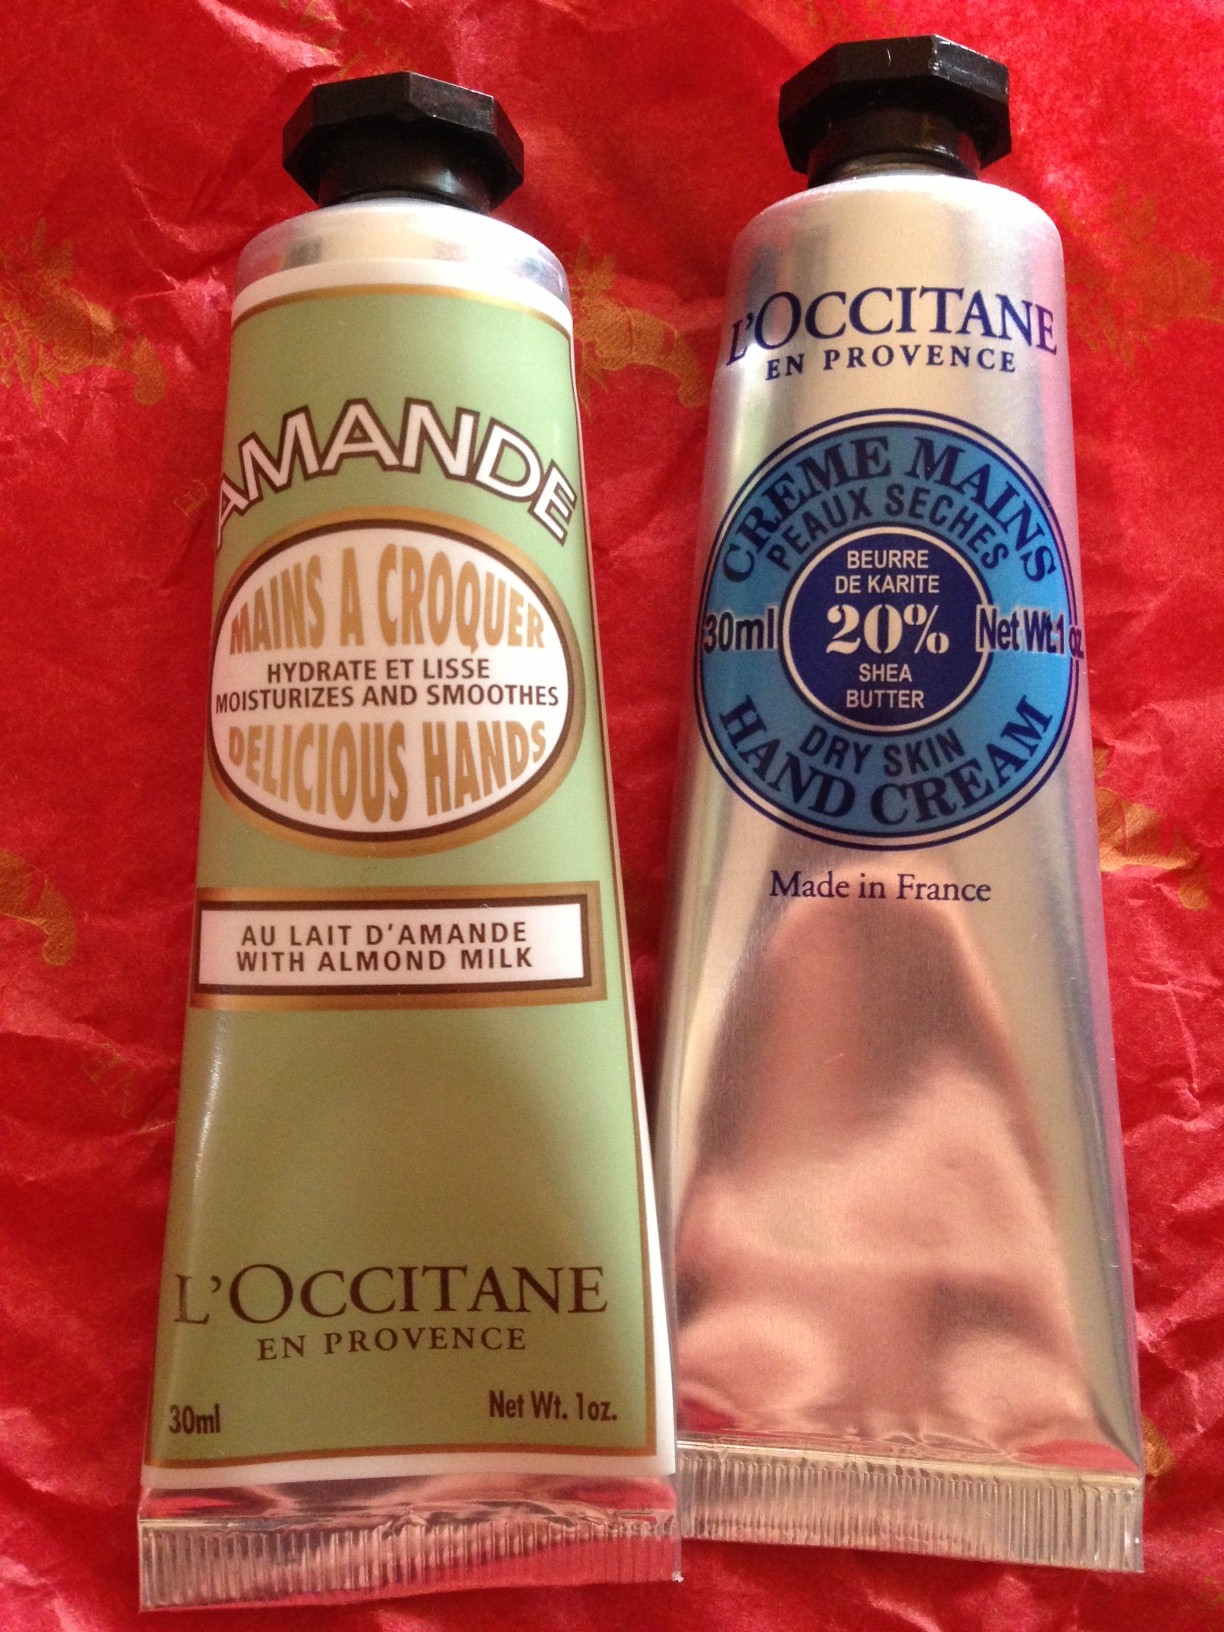 AMANDE
MAINS A CROQUER
HYDRATE ET LISSE
MOISTURIZES AND SMOOTHES
DELICIOUS HANDS
AU LAIT D'AMANDE
WITH ALMOND MILK
L'OCCITANE
EN PROVENCE
30ml
Net Wt. 1oz.
L'OCCITANE
EN PROVENCE
CREME MAINS
PEAUX SECHES
BEURRE
DE KARITE
30ml
20%
Net Wt.1 oz
SHEA
BUTTER
DRY SKIN
HAND CREAM
Made in France